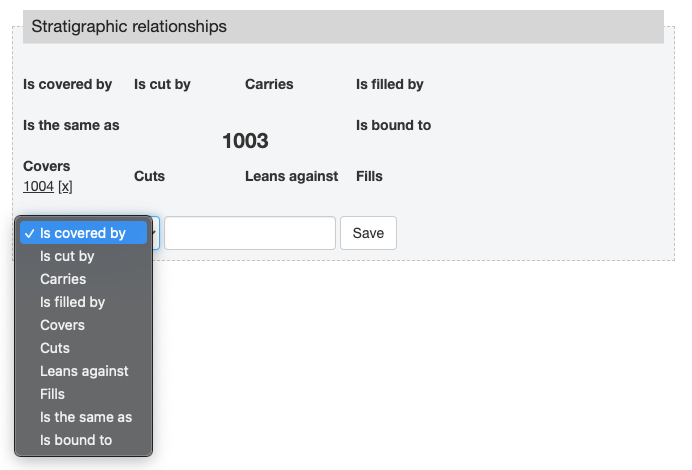 Stratigraphic relationships
Is covered by Is cut by Carries Is filled by
Is the same as Is bound to
1003
Covers
Cuts Leans against Fills
1004 [x]
✓ Is covered by
Save
Is cut by
Carries
Is filled by
Covers
Cuts
Leans against
Fills
Is the same as
Is bound to